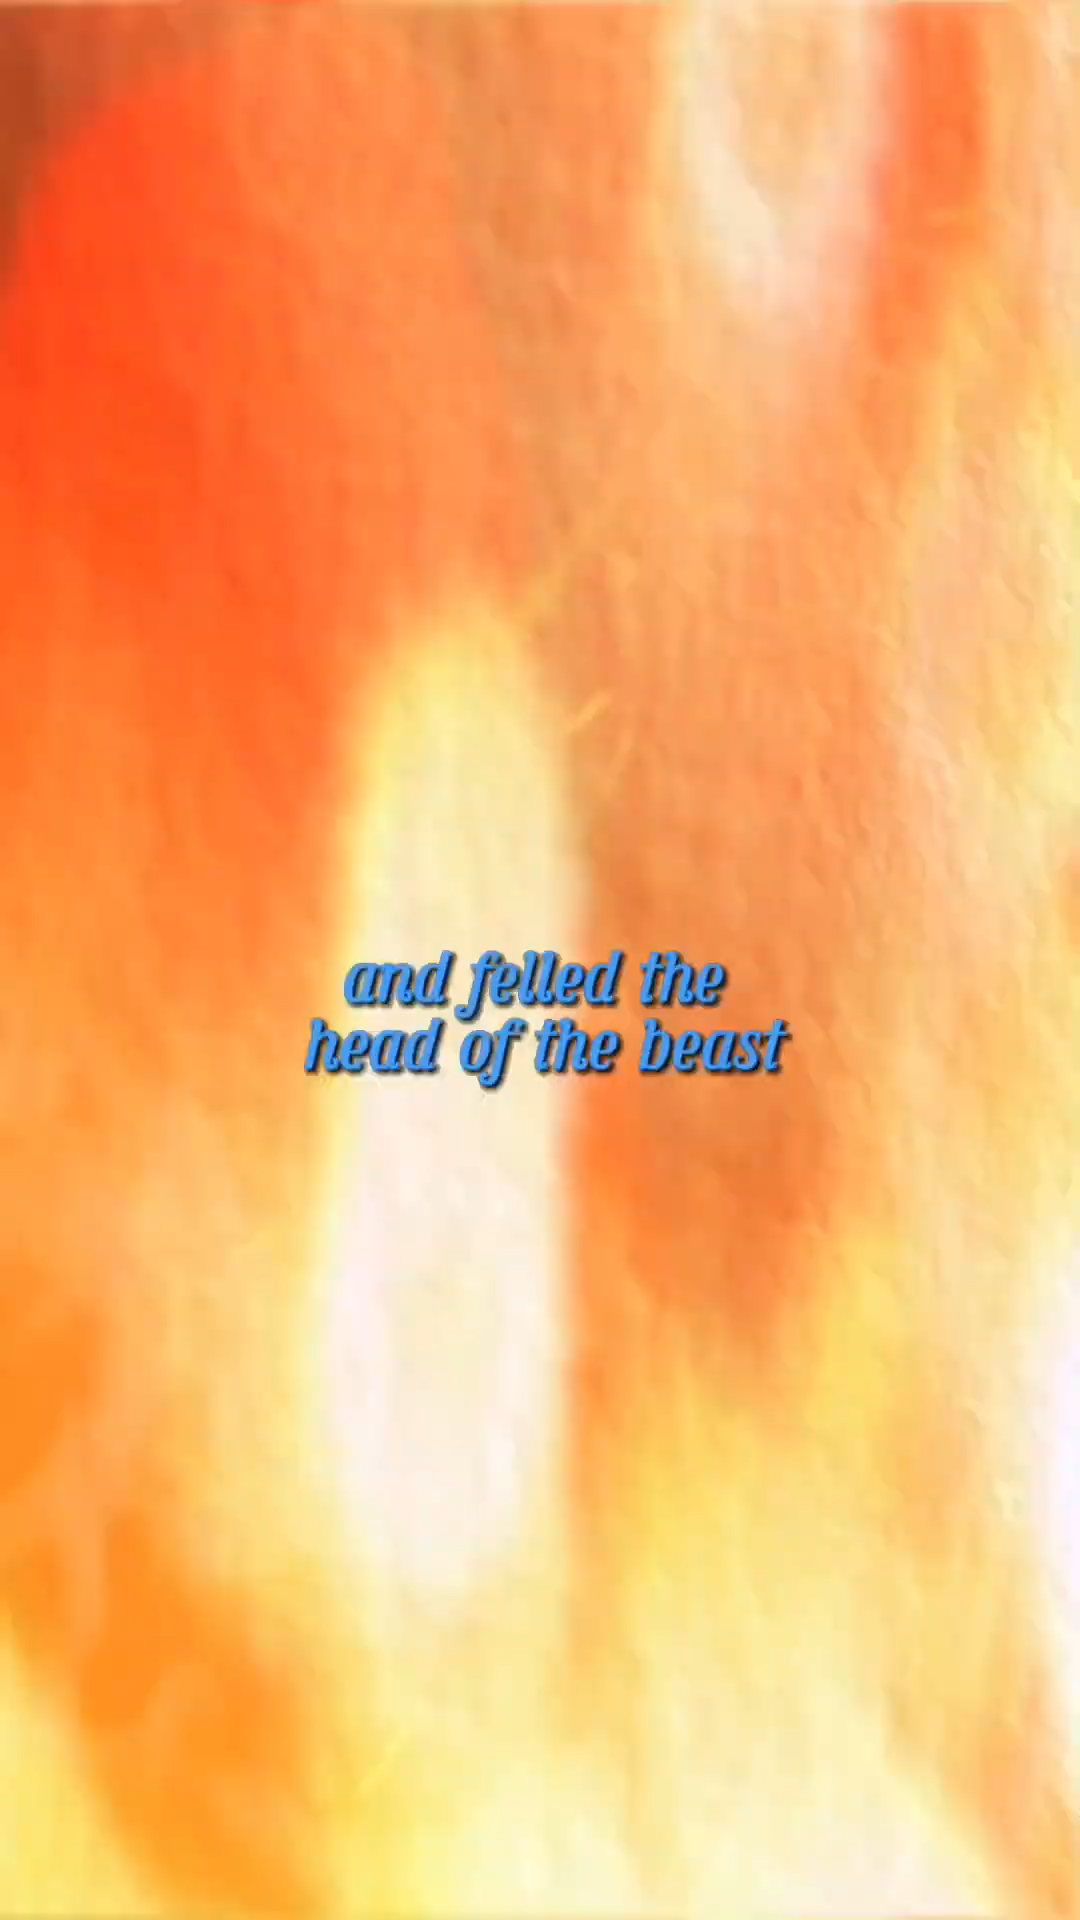 and felled the
head of the beast